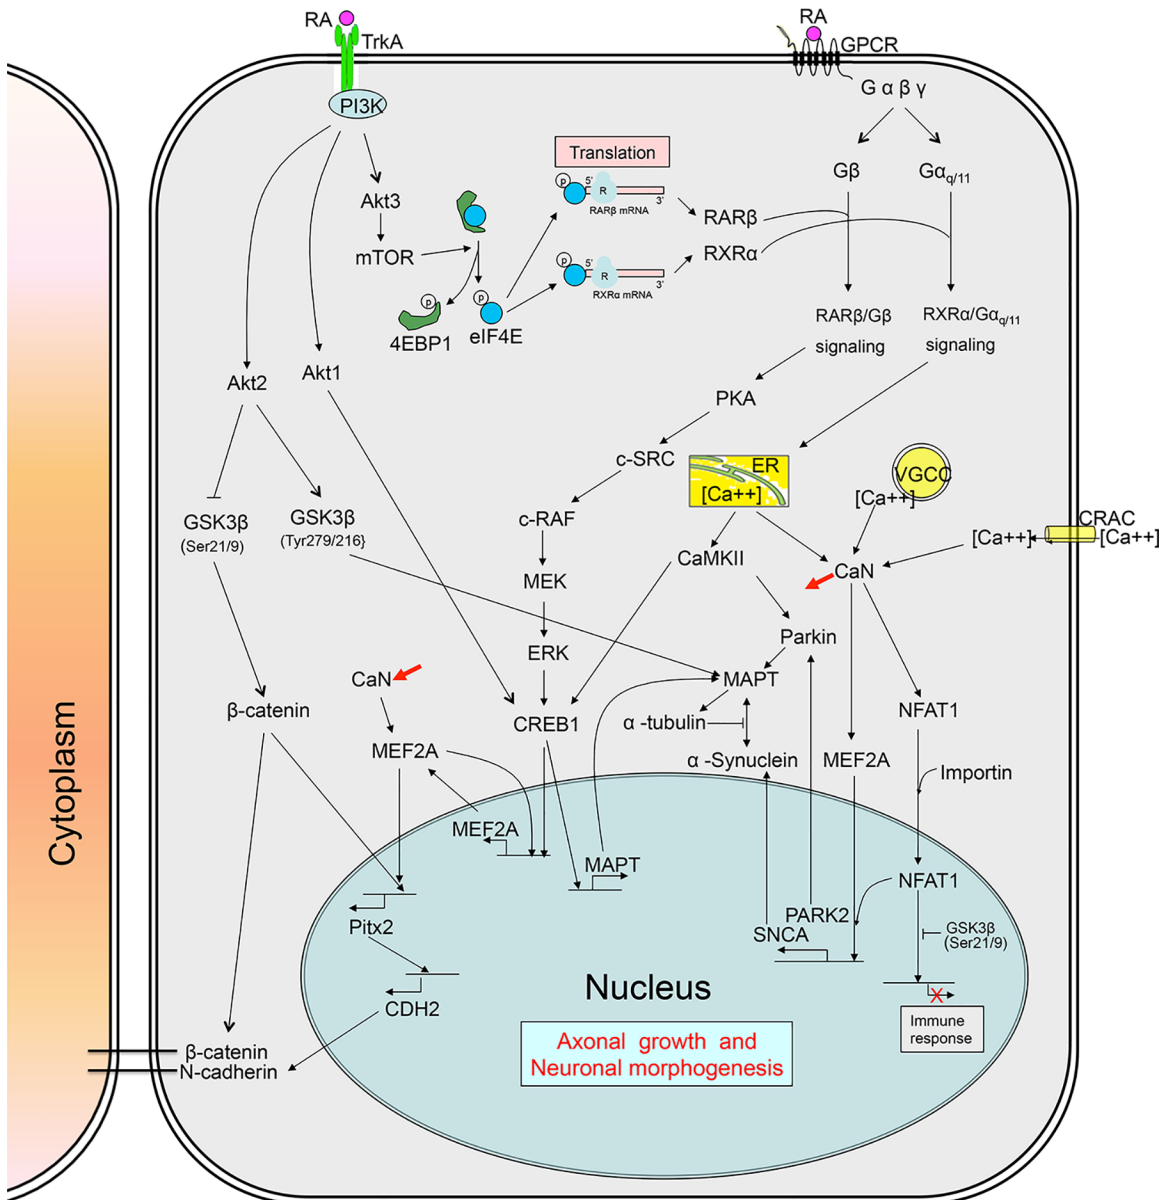 RA
RA
TrkA
GPCR
PI3K
G α β γ
Translation
p
5'
R
3'
RARβ mRNA
Gβ
Gαq/11
Akt3
RARβ
mTOR
RXRα
p
5'
R
3'
RXRα mRNA
p
p
4EBP1
eIF4E
RARβ/Gβ
signaling
RXRα/Gαq/11
signaling
Akt2
Akt1
PKA
c-SRC
ER
[Ca++]
VGCC
[Ca++]
GSK3β
(Ser21/9)
GSK3β
(Tyr279/216}
c-RAF
CRAC
[Ca++]
[Ca++]
CaMKII
CaN
MEK
Parkin
ERK
CaN
MAPT
β-catenin
CREB1
α -tubulin
NFAT1
MEF2A
α -Synuclein
MEF2A
Importin
Cytoplasm
MEF2A
MAPT
NFAT1
Pitx2
PARK2
SNCA
GSK3β
(Ser21/9)
Nucleus
CDH2
Immune
response
Axonal growth and
Neuronal morphogenesis
β-catenin
N-cadherin